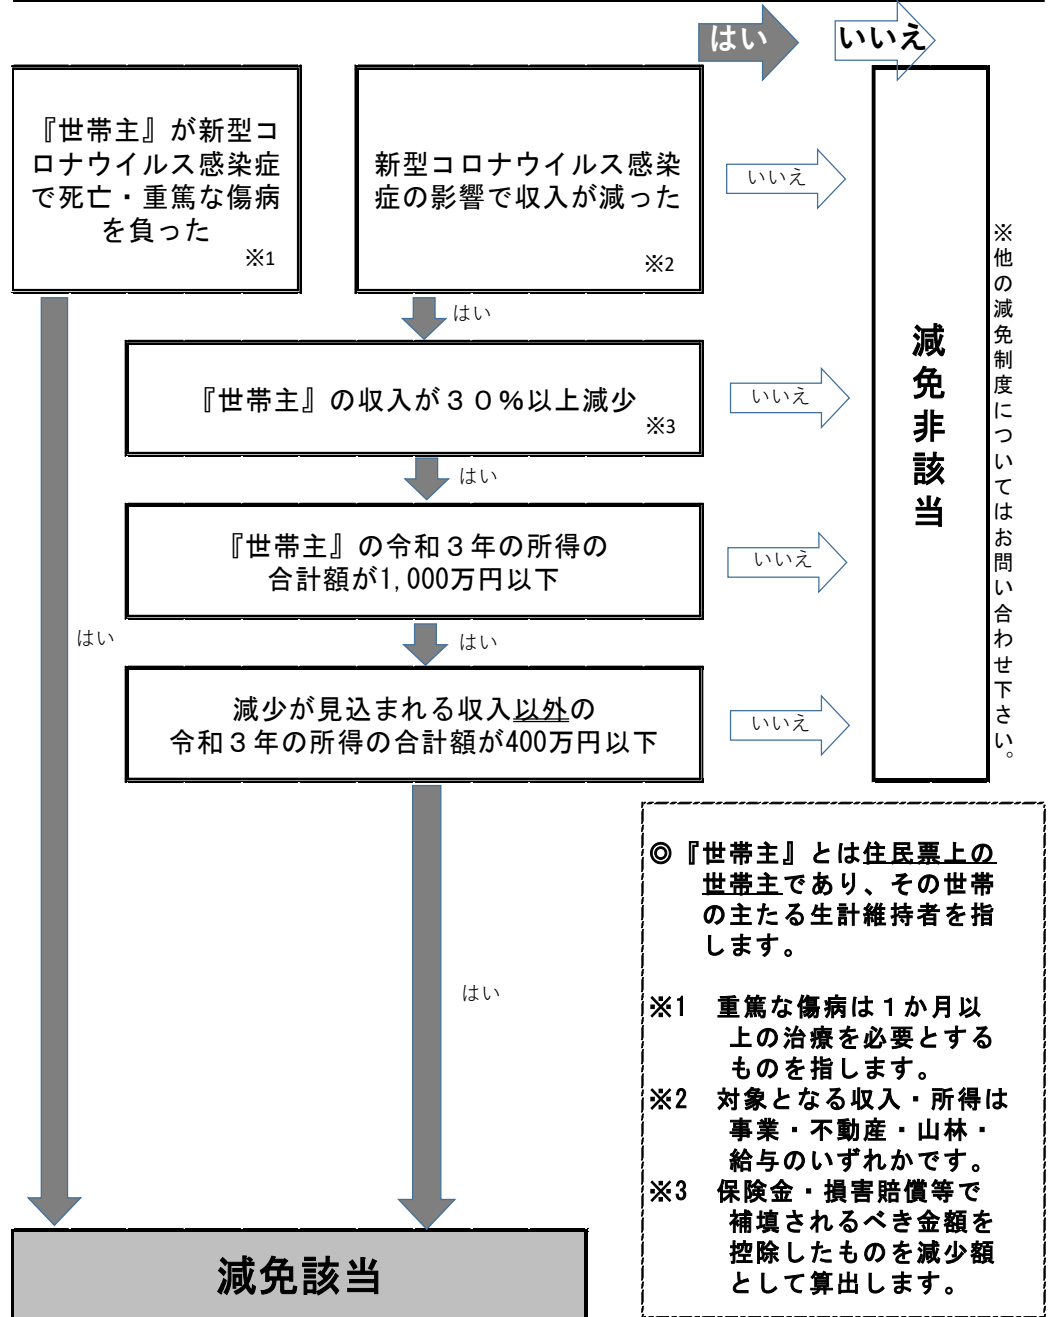 はい
いいえ
『世帯主』が新型コ
ロナウイルス感染症
で死亡・重篤な傷病
を負った
※1
新型コロナウイルス感染
症の影響で収入が減った
※2
いいえ
はい
『世帯主』の収入が３０％以上減少
※3
いいえ
はい
『世帯主』の令和３年の所得の
合計額が1,000万円以下
いいえ
はい
はい
減少が見込まれる収入以外の
令和３年の所得の合計額が400万円以下
いいえ
減免非該当
※他の減免制度についてはお問い合わせ下さい。
はい
◎『世帯主』とは住民票上の
世帯主であり、その世帯
の主たる生計維持者を指
します。
※1　重篤な傷病は１か月以
上の治療を必要とする
ものを指します。
※2　対象となる収入・所得は
事業・不動産・山林・
給与のいずれかです。
※3　保険金・損害賠償等で
補填されるべき金額を
控除したものを減少額
として算出します。
減免該当